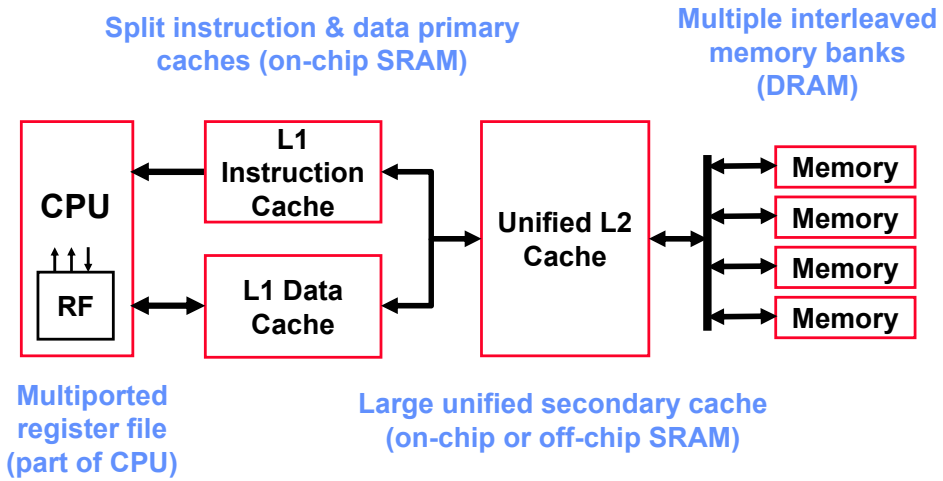 Split instruction & data primary
caches (on-chip SRAM)
Multiple interleaved
memory banks
(DRAM)
CPU
RF
L1
Instruction
Cache
L1 Data
Cache
Unified L2
Cache
Memory
Memory
Memory
Memory
Multiported
register file
(part of CPU)
Large unified secondary cache
(on-chip or off-chip SRAM)